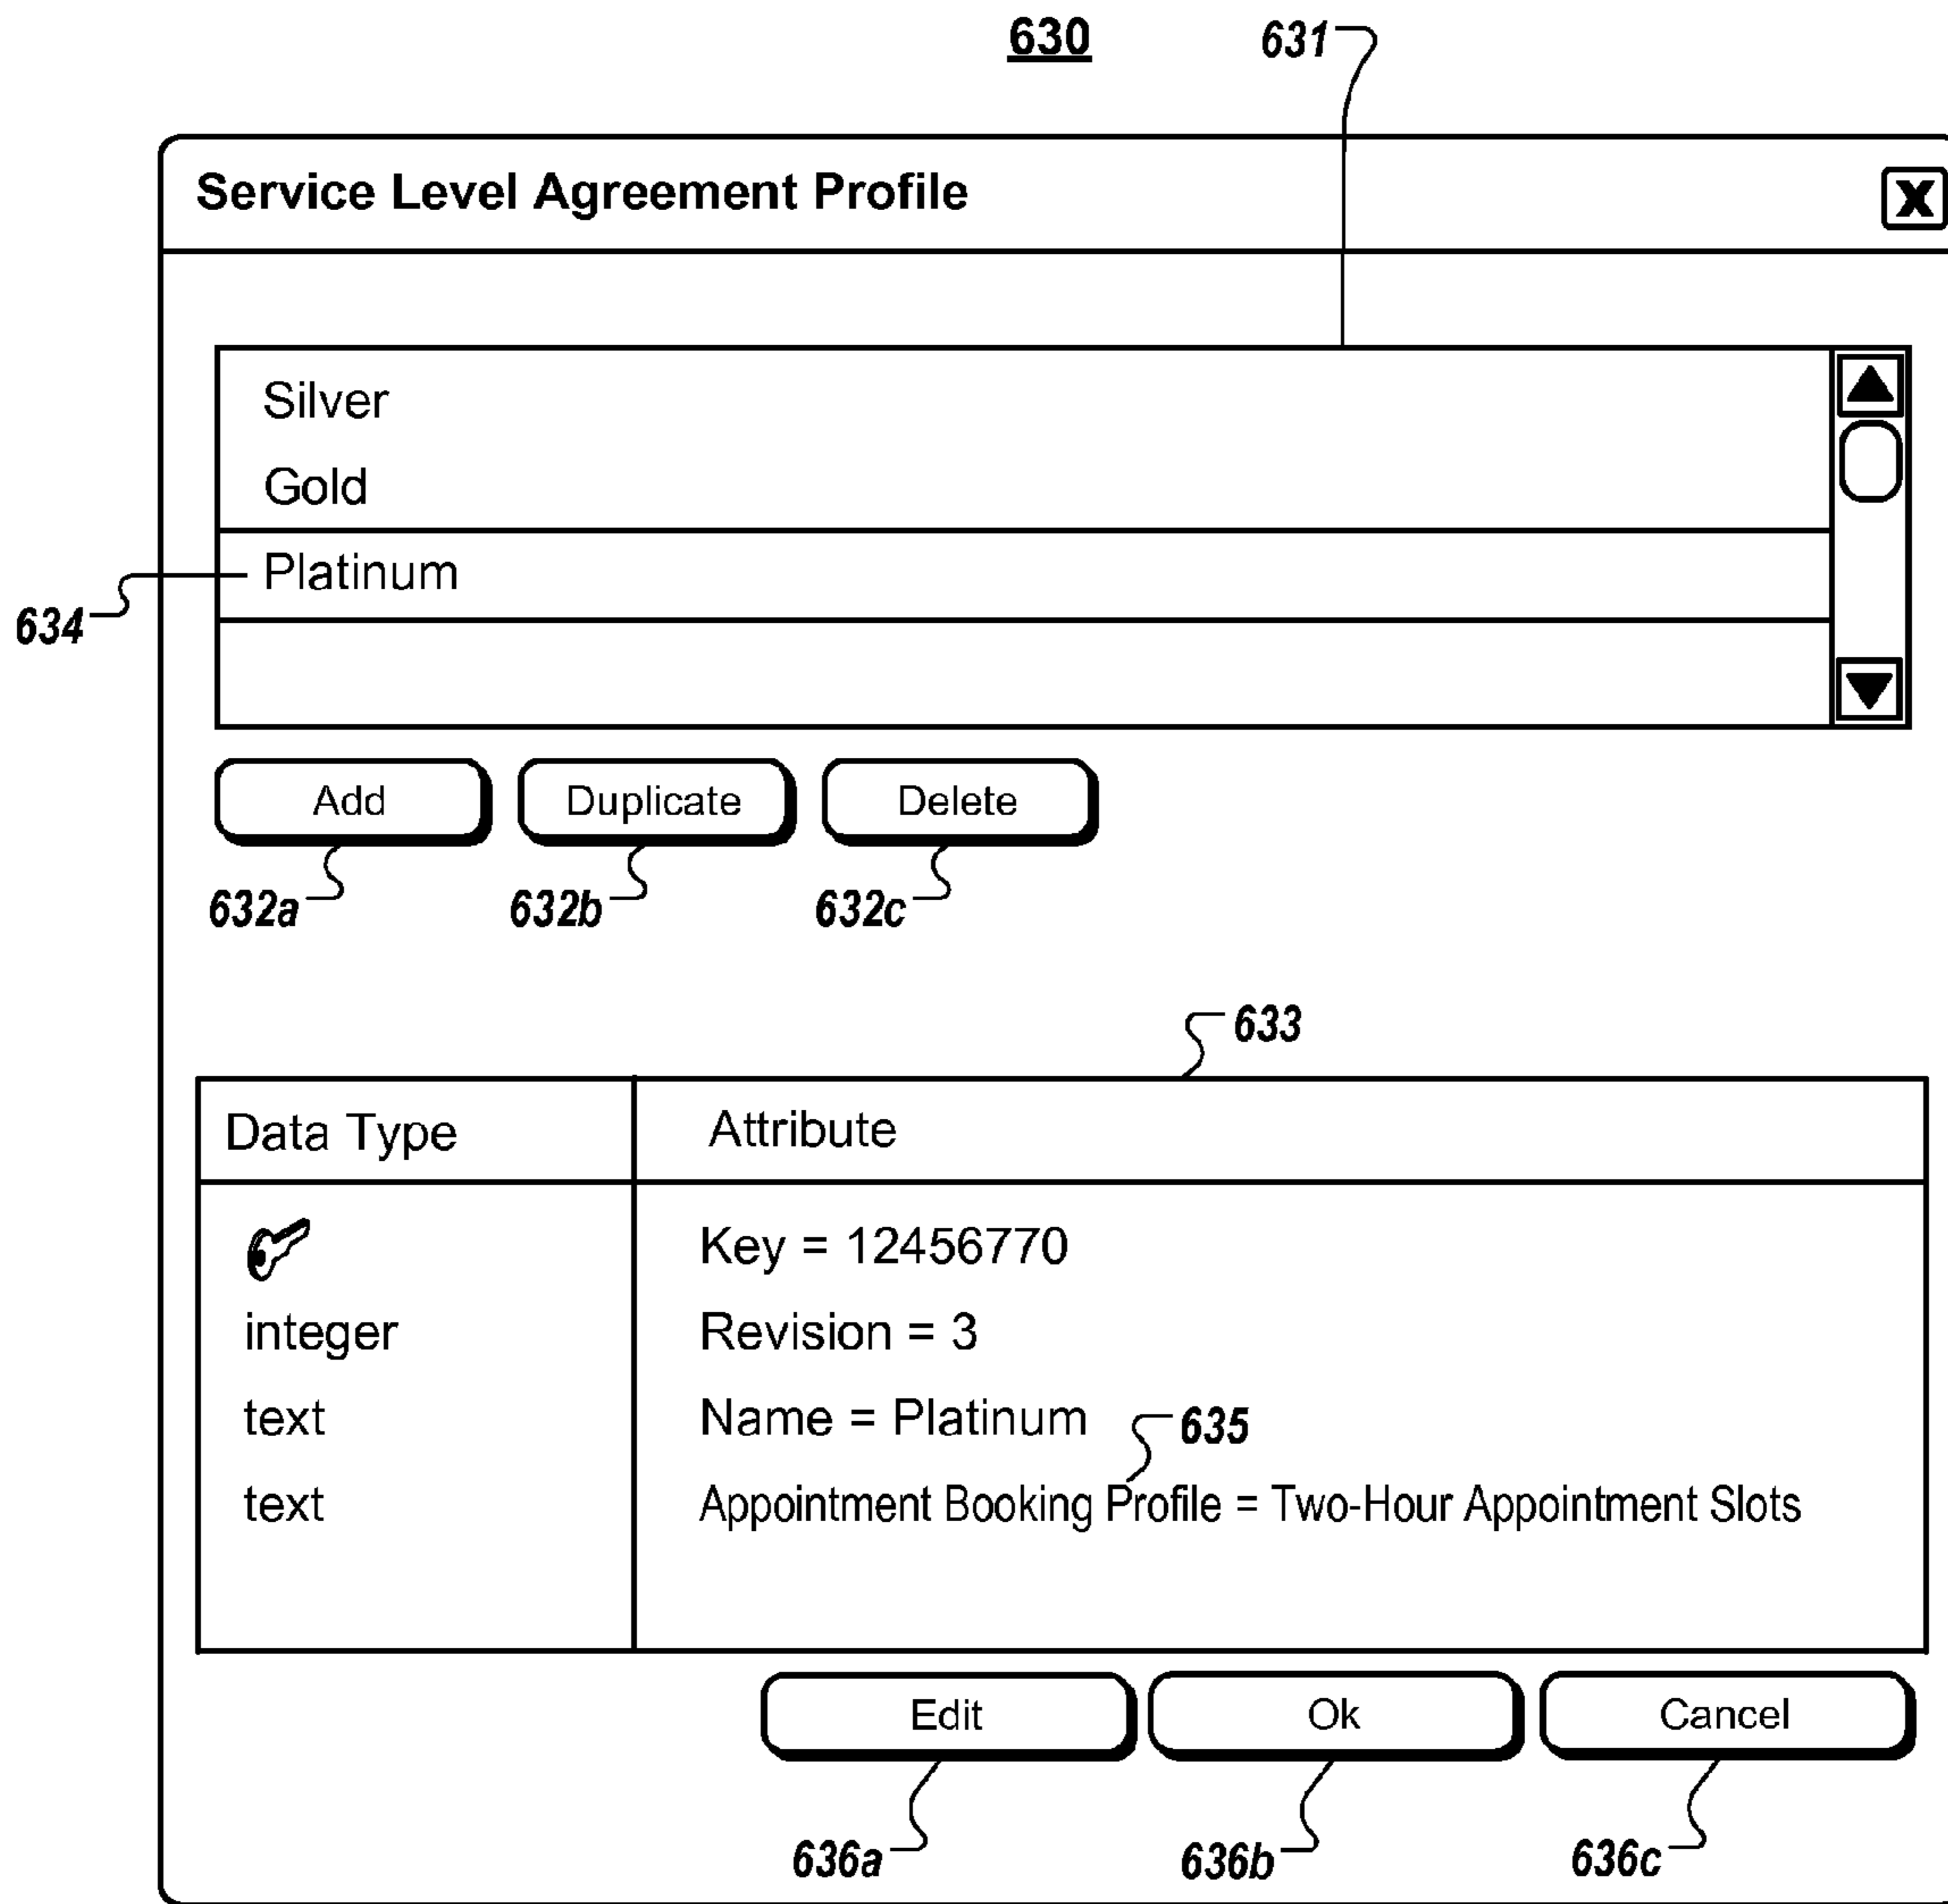 630
631
Service Level Agreement Profile
X
Silver
Gold
Platinum
634
Add Duplicate Delete
632a 632b 632c
633
Data Type Attribute
Key = 12456770
integer Revision = 3
text Name = Platinum
635
text Appointment Booking Profile = Two-Hour Appointment Slots
Edit Ok Cancel
636a 636b 636c